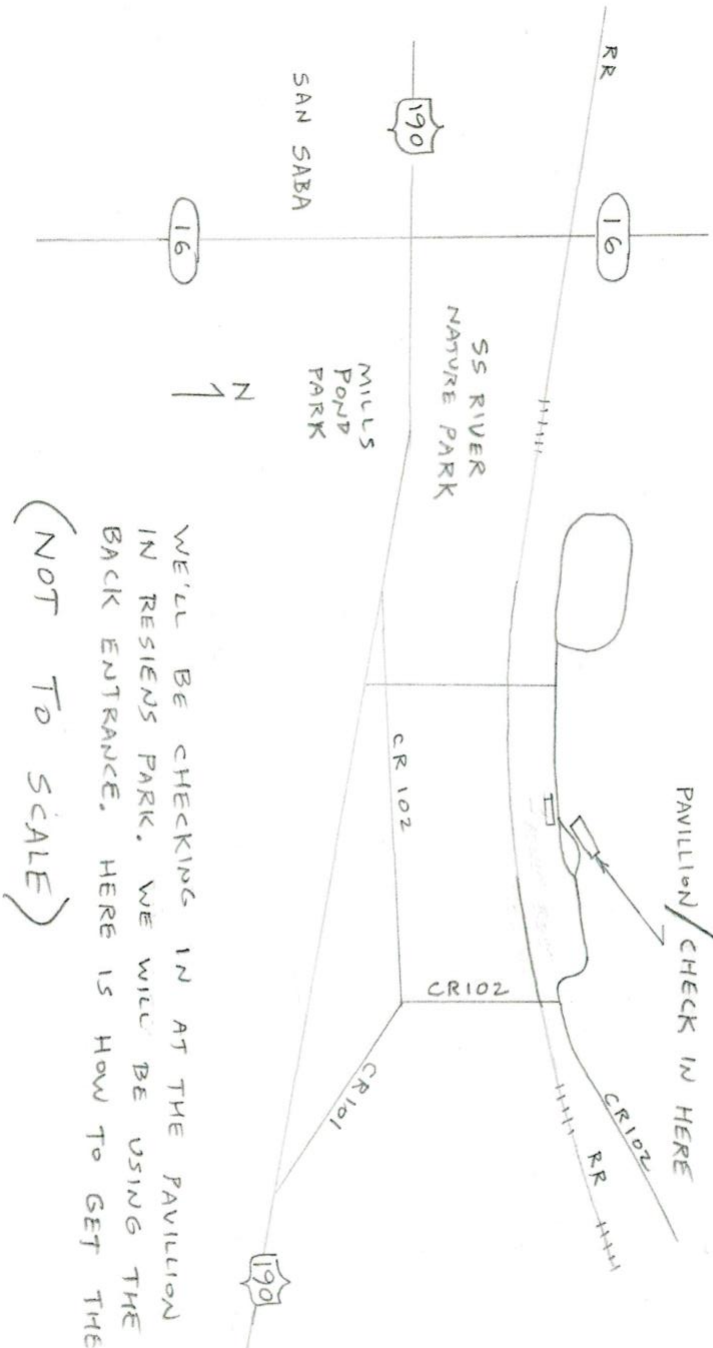 PAVILLION/CHECK IN HERE
RR
16
CR102
RR
SS RIVER
NATURE PARK
CR102
190
CR 102
CR101
MILLS
POND
PARK
SAN SABA
N
16
190
WE'LL BE CHECKING IN AT THE PAVILLION
IN RESIENS PARK. WE WILL BE USING THE
BACK ENTRANCE. HERE IS HOW TO GET THE
(NOT TO SCALE)